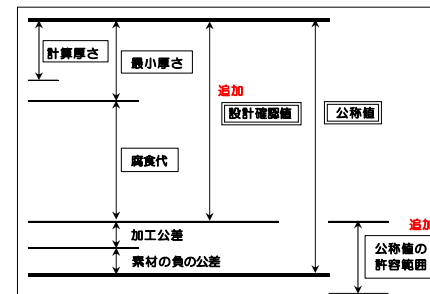 計算厚さ
最小厚さ
追加
設計確認値
公称値
腐食代
加工公差
素材の負の公差
追加
公称値の
許容範囲